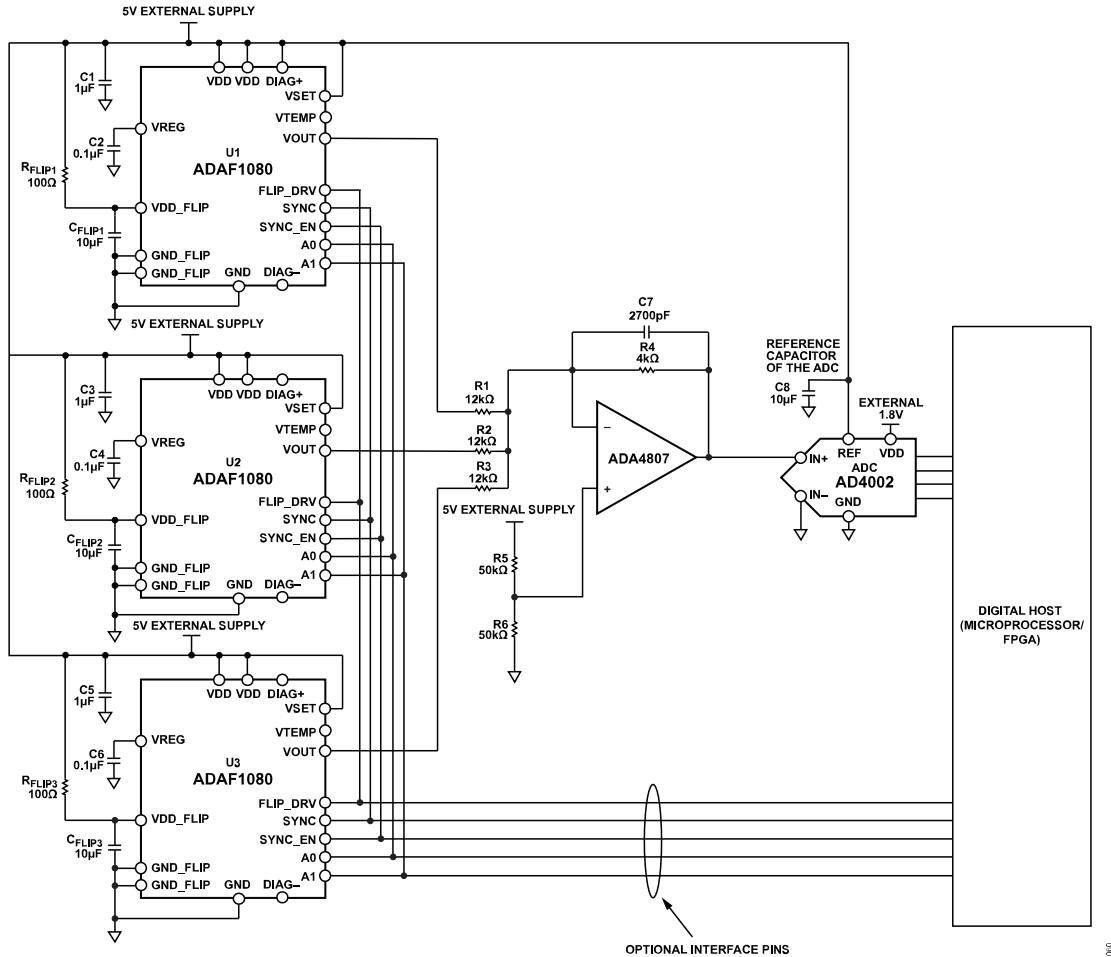 5V EXTERNAL SUPPLY
C1
1µF
VDD VDD DIAG+
VSET
VTEMP
VOUT
C2
0.1µF
VREG
U1
ADAF1080
RFLIP1
100Ω
FLIP_DRV
SYNC
SYNC_EN
A0
A1
VDD_FLIP
CFLIP1
10µF
GND_FLIP
GND_FLIP
GND DIAG–
5V EXTERNAL SUPPLY
C3
1µF
VDD VDD DIAG+
VSET
VTEMP
VOUT
C4
0.1µF
VREG
U2
ADAF1080
RFLIP2
100Ω
FLIP_DRV
SYNC
SYNC_EN
A0
A1
VDD_FLIP
CFLIP2
10µF
GND_FLIP
GND_FLIP
GND DIAG–
5V EXTERNAL SUPPLY
C5
1µF
VDD VDD DIAG+
VSET
VTEMP
VOUT
C6
0.1µF
VREG
U3
ADAF1080
RFLIP3
100Ω
FLIP_DRV
SYNC
SYNC_EN
A0
A1
VDD_FLIP
CFLIP3
10µF
GND_FLIP
GND_FLIP
GND DIAG–
R1
12kΩ
R2
12kΩ
R3
12kΩ
C7
2700pF
R4
4kΩ
–
ADA4807
+
5V EXTERNAL SUPPLY
R5
50kΩ
R6
50kΩ
REFERENCE
CAPACITOR
OF THE ADC
C8
10µF
EXTERNAL
1.8V
REF VDD
IN+
ADC
AD4002
IN–
GND
DIGITAL HOST
(MICROPROCESSOR/
FPGA)
OPTIONAL INTERFACE PINS